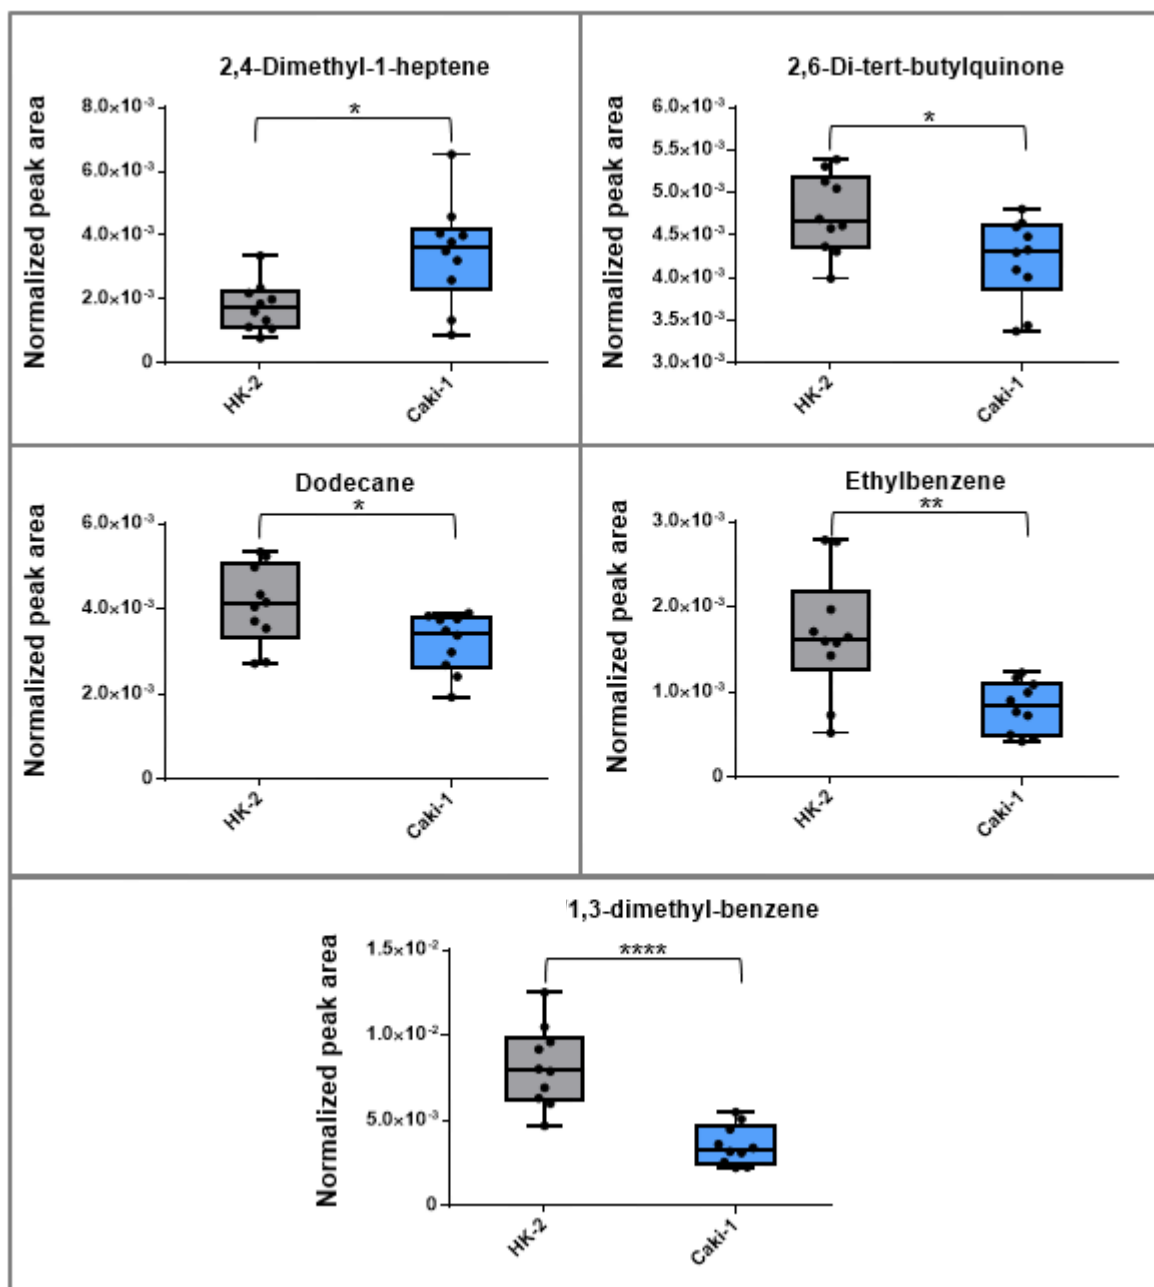 2,4-Dimethyl-1-heptene
Normalized peak area
8.0×10⁻³
6.0×10⁻³
4.0×10⁻³
2.0×10⁻³
0
*
HK-2
Caki-1
2,6-Di-tert-butylquinone
Normalized peak area
6.0×10⁻³
5.5×10⁻³
5.0×10⁻³
4.5×10⁻³
4.0×10⁻³
3.5×10⁻³
3.0×10⁻³
*
HK-2
Caki-1
Dodecane
Normalized peak area
6.0×10⁻³
4.0×10⁻³
2.0×10⁻³
0
*
HK-2
Caki-1
Ethylbenzene
Normalized peak area
3.0×10⁻³
2.0×10⁻³
1.0×10⁻³
0
**
HK-2
Caki-1
'1,3-dimethyl-benzene
Normalized peak area
1.5×10⁻²
1.0×10⁻²
5.0×10⁻³
0
****
HK-2
Caki-1